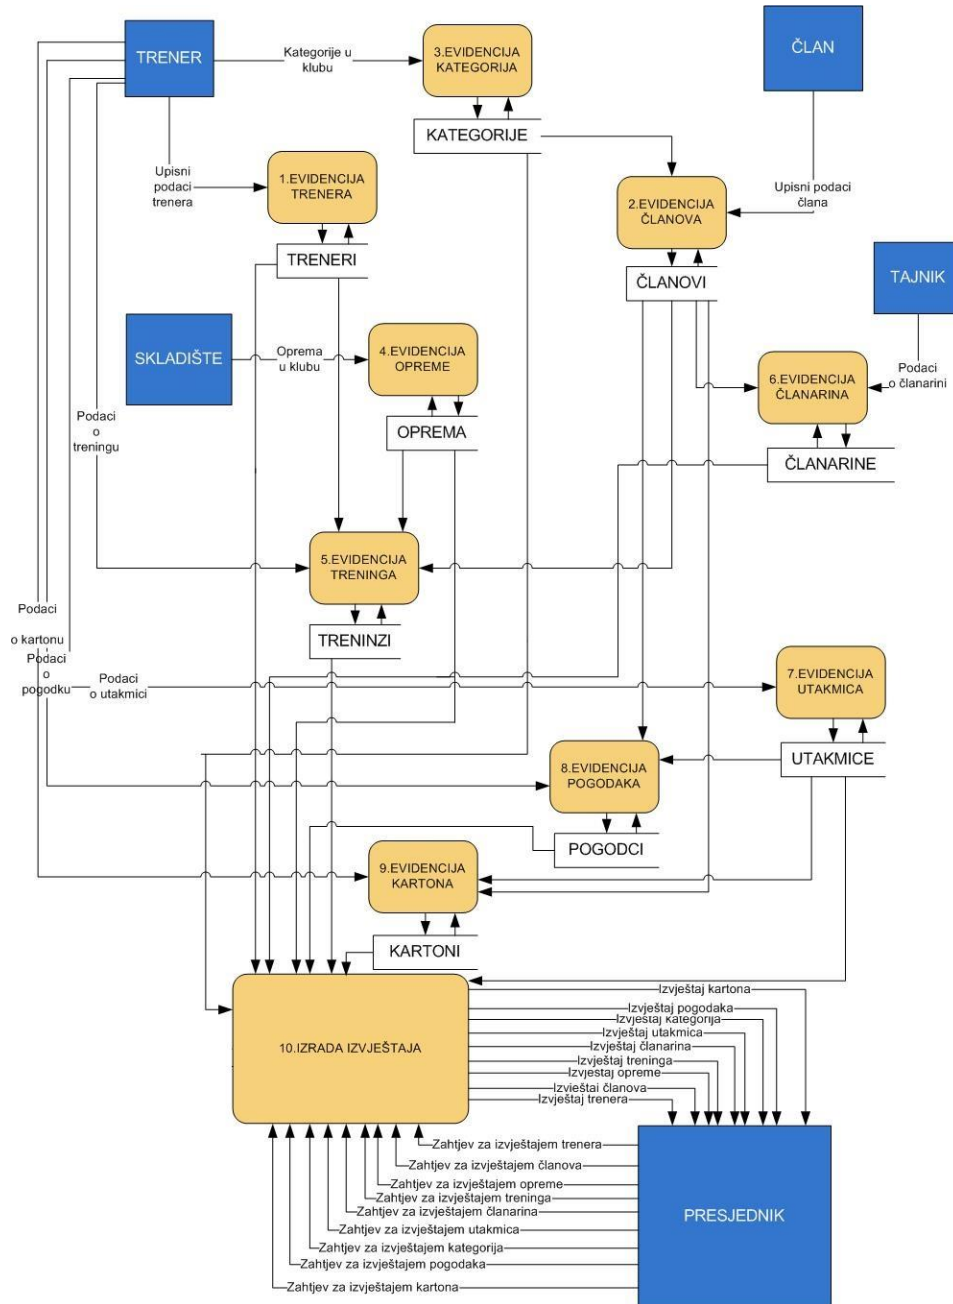 TRENER
Kategorije u
klubu
3.EVIDENCIJA
KATEGORIJA
ČLAN
KATEGORIJE
Upisni
podaci
trenera
1.EVIDENCIJA
TRENERA
2.EVIDENCIJA
ČLANOVA
Upisni podaci
člana
TRENERI
ČLANOVI
TAJNIK
SKLADIŠTE
Oprema
u klubu
4.EVIDENCIJA
OPREME
6.EVIDENCIJA
ČLANARINA
Podaci
o članarini
Podaci
o
treningu
OPREMA
ČLANARINE
5.EVIDENCIJA
TRENINGA
TRENINZI
Podaci
o kartonu
Podaci
o
pogodku
Podaci
o utakmici
7.EVIDENCIJA
UTAKMICA
UTAKMICE
8.EVIDENCIJA
POGODAKA
POGODCI
9.EVIDENCIJA
KARTONA
KARTONI
10.IZRADA IZVJEŠTAJA
Izvještaj kartona
Izvještaj pogodaka
Izvještaj kategorija
Izvještaj utakmica
Izvještaj članarina
Izvještaj treninga
Izvjestaj opreme
Izvještaj članova
Izvještaj trenera
Zahtjev za izvještajem trenera
Zahtjev za izvještajem članova
Zahtjev za izvještajem opreme
Zahtjev za izvještajem treninga
Zahtjev za izvještajem članarina
Zahtjev za izvještajem utakmica
Zahtjev za izvještajem kategorija
Zahtjev za izvještajem pogodaka
Zahtjev za izvještajem kartona
PRESJEDNIK